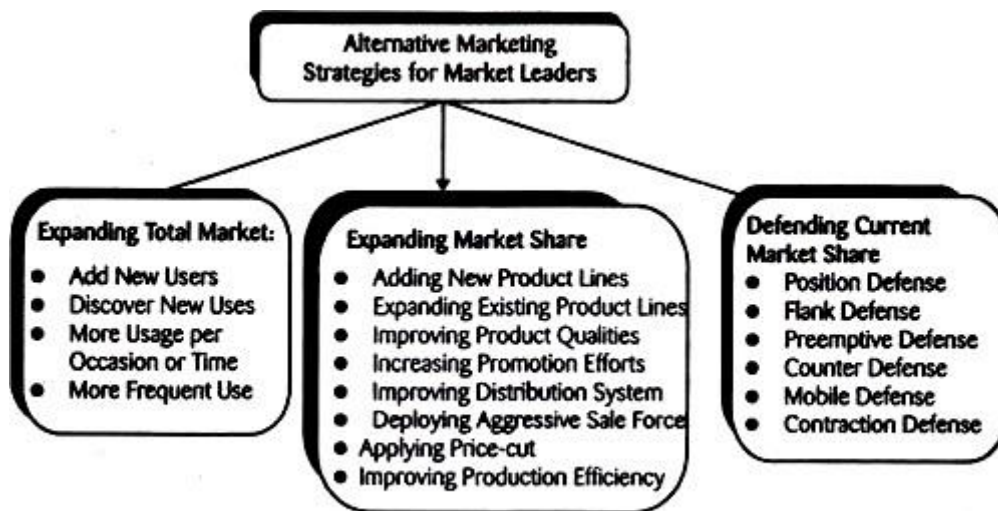 Alternative Marketing
Strategies for Market Leaders
Expanding Total Market:
● Add New Users
● Discover New Uses
● More Usage per
Occasion or Time
● More Frequent Use
Expanding Market Share
● Adding New Product Lines
● Expanding Existing Product Lines
● Improving Product Qualities
● Increasing Promotion Efforts
● Improving Distribution System
● Deploying Aggressive Sale Force
● Applying Price-cut
● Improving Production Efficiency
Defending Current
Market Share
● Position Defense
● Flank Defense
● Preemptive Defense
● Counter Defense
● Mobile Defense
● Contraction Defense